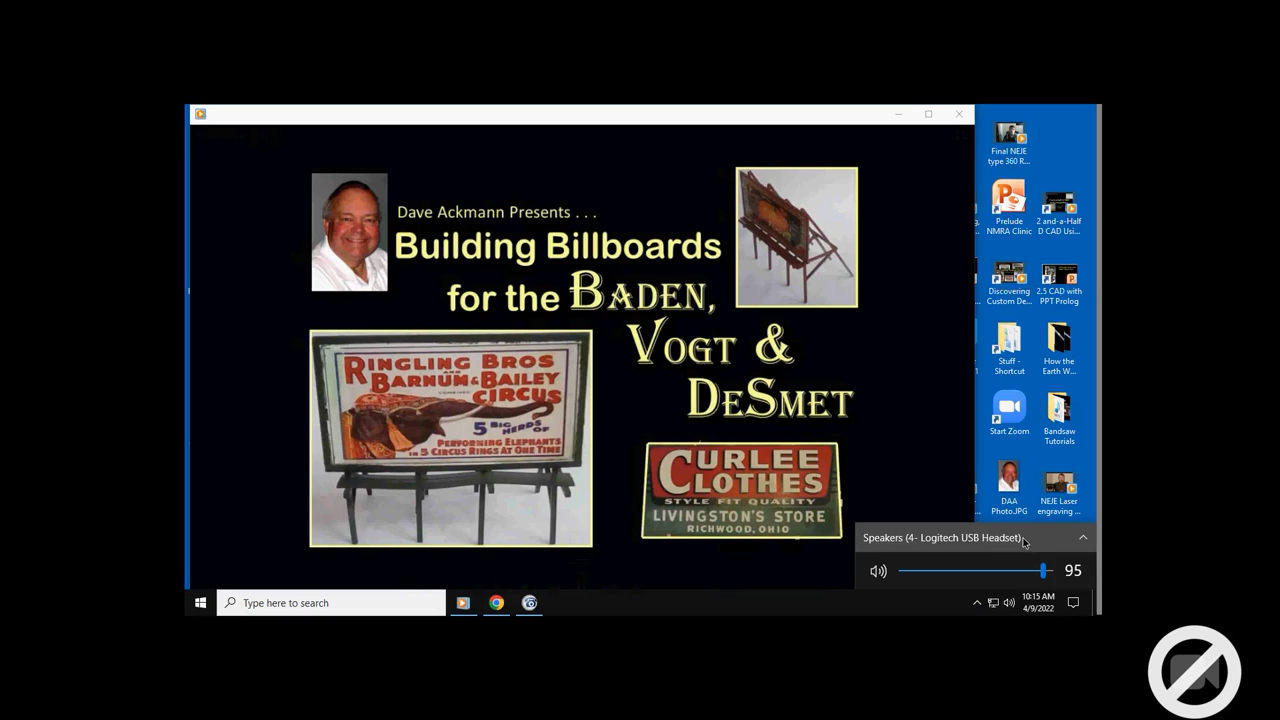 Dave Ackmann Presents . . .
Building Billboards
for the BADEN,
VOGT &
DESMET
RINGLING BROS
AND
BARNUM & BAILEY
CIRCUS
5 BIG
HERDS OF
PERFORMING ELEPHANTS
IN 5 CIRCUS RINGS AT ONE TIME
CURLEE
CLOTHES
STYLE FIT QUALITY
LIVINGSTON'S STORE
RICHWOOD, OHIO
Final NEJE
type 360 R...
Prelude
NMRA Clinic
2 and-a-Half
D CAD Usi...
Discovering
Custom De...
2.5 CAD with
PPT Prolog
Stuff -
Shortcut
How the
Earth W...
Start Zoom
Bandsaw
Tutorials
DAA
Photo.JPG
NEJE Laser
engraving ...
Speakers (4- Logitech USB Headset)
95
Type here to search
10:15 AM
4/9/2022